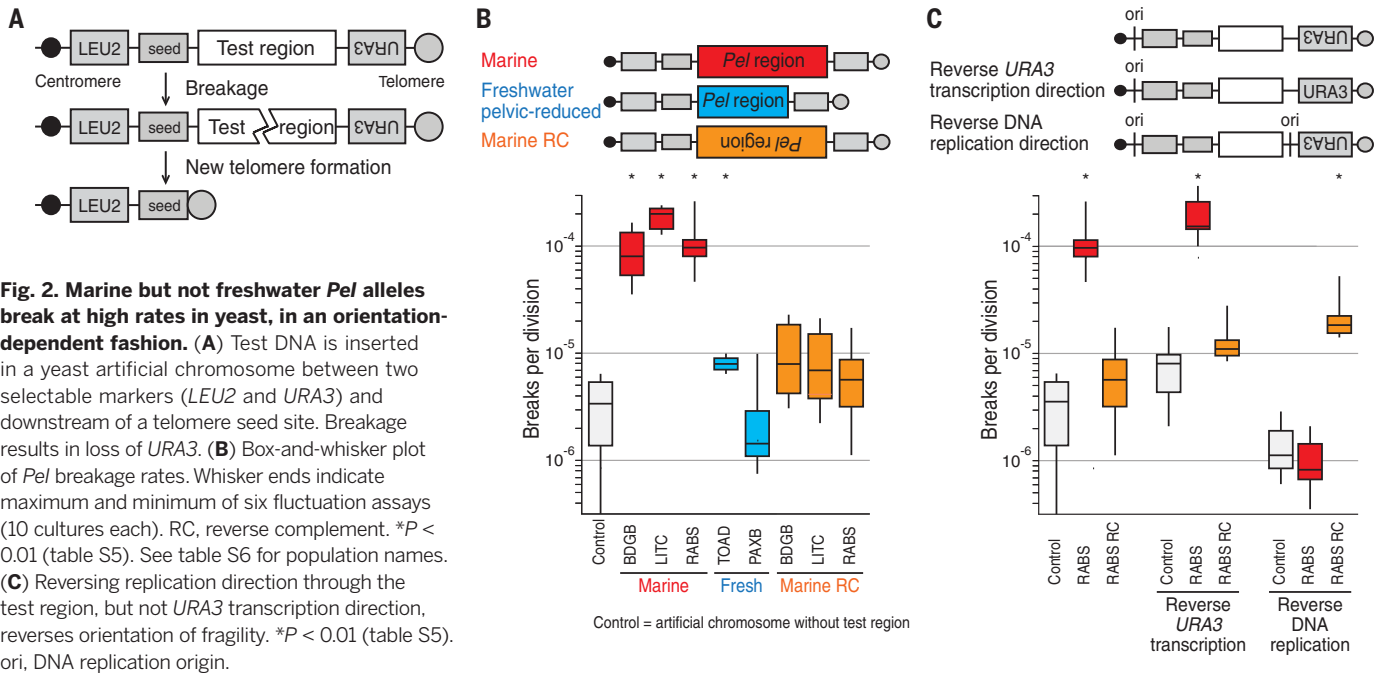 A
LEU2 seed Test region URA3
Centromere Telomere
Breakage
LEU2 seed Test region URA3
New telomere formation
LEU2 seed
Fig. 2. Marine but not freshwater Pel alleles
break at high rates in yeast, in an orientation-
dependent fashion. (A) Test DNA is inserted
in a yeast artificial chromosome between two
selectable markers (LEU2 and URA3) and
downstream of a telomere seed site. Breakage
results in loss of URA3. (B) Box-and-whisker plot
of Pel breakage rates. Whisker ends indicate
maximum and minimum of six fluctuation assays
(10 cultures each). RC, reverse complement. *P <
0.01 (table S5). See table S6 for population names.
(C) Reversing replication direction through the
test region, but not URA3 transcription direction,
reverses orientation of fragility. *P < 0.01 (table S5).
ori, DNA replication origin.
B
Marine Pel region
Freshwater
pelvic-reduced Pel region
Marine RC Pel region
* * * *
Breaks per division
10-4
10-5
10-6
Control BDGB LITC RABS TOAD PAXB BDGB LITC RABS
Marine Fresh Marine RC
Control = artificial chromosome without test region
C
ori
URA3
Reverse URA3
transcription direction
ori
URA3
Reverse DNA
replication direction
ori ori
URA3
* * *
Breaks per division
10-4
10-5
10-6
Control RABS RABS RC Control RABS RABS RC Control RABS RABS RC
Reverse
URA3
transcription
Reverse
DNA
replication